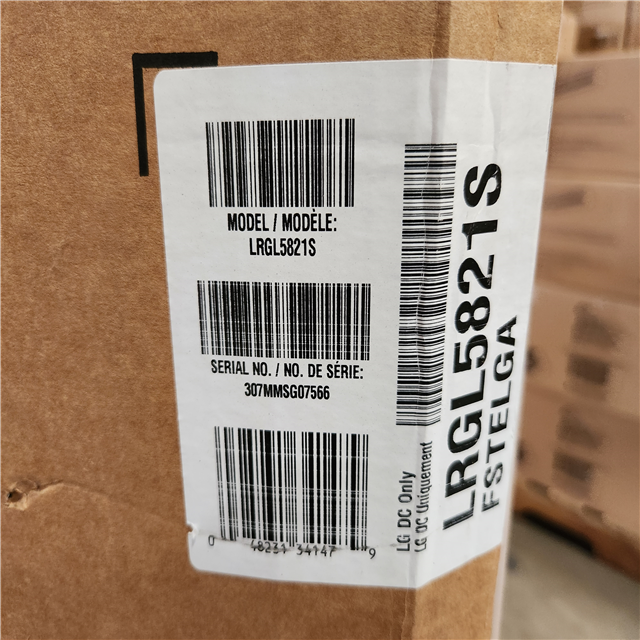 MODEL / MODÈLE:
LRGL5821S
SERIAL NO. / NO. DE SÉRIE:
307MMSG07566
0 48231 34147 9
LG DC Only
LG DC Uniquement
LRGL5821S
FSTELGA